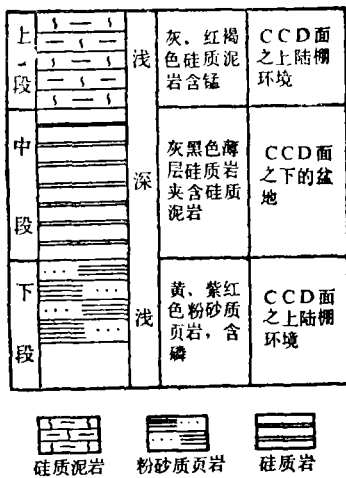 上段
浅
灰、红褐
色硅质泥
岩含锰
CCD面
之上陆棚
环境
中段
深
灰黑色薄
层硅质岩
夹含硅质
泥岩
CCD面
之下的盆
地
下段
浅
黄、紫红
色粉砂质
页岩，含
磷
CCD面
之上陆棚
环境
硅质泥岩
粉砂质页岩
硅质岩